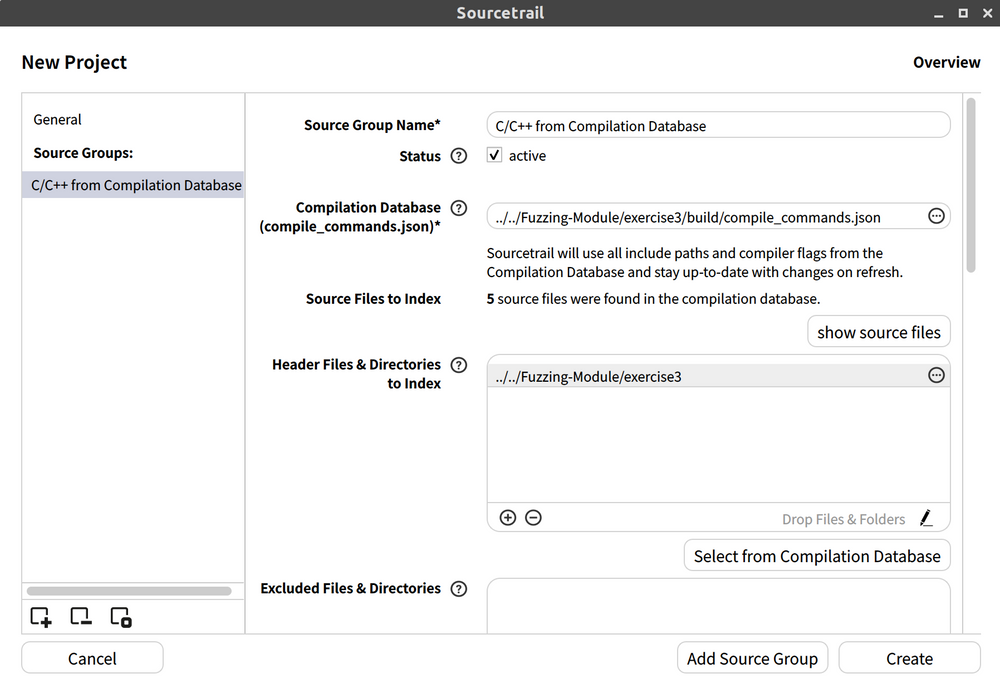 Sourcetrail
New Project
Overview
General
Source Groups:
C/C++ from Compilation Database
Source Group Name*
C/C++ from Compilation Database
Status
active
Compilation Database
(compile_commands.json)*
../../Fuzzing-Module/exercise3/build/compile_commands.json
Sourcetrail will use all include paths and compiler flags from the
Compilation Database and stay up-to-date with changes on refresh.
Source Files to Index
5 source files were found in the compilation database.
show source files
Header Files & Directories
to Index
../../Fuzzing-Module/exercise3
Drop Files & Folders
Select from Compilation Database
Excluded Files & Directories
Cancel
Add Source Group
Create